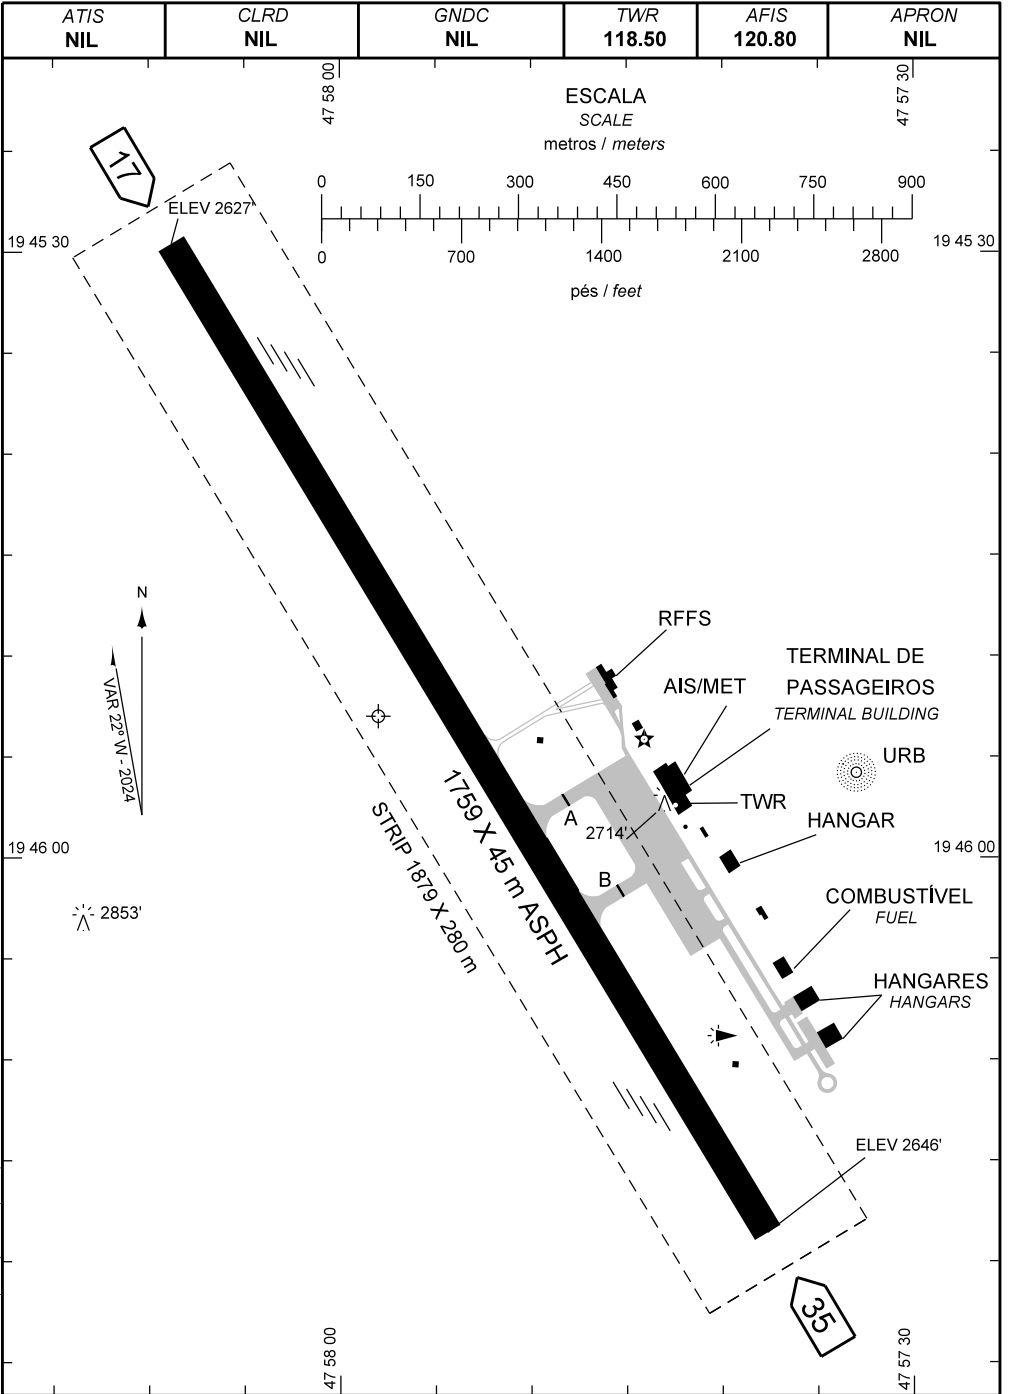 ATIS CLRD GNDC TWR AFIS APRON
NIL NIL NIL 118.50 120.80 NIL
47 58 00
47 57 30
ESCALA
SCALE
metros / meters
0 150 300 450 600 750 900
0 700 1400 2100 2800
pés / feet
17
ELEV 2627'
19 45 30
19 45 30
N
VAR 22° W - 2024
RFFS
AIS/MET
TERMINAL DE
PASSAGEIROS
TERMINAL BUILDING
URB
TWR
2714'
HANGAR
A
B
1759 X 45 m ASPH
STRIP 1879 X 280 m
19 46 00
19 46 00
2853'
COMBUSTÍVEL
FUEL
HANGARES
HANGARS
ELEV 2646'
35
47 58 00
47 57 30